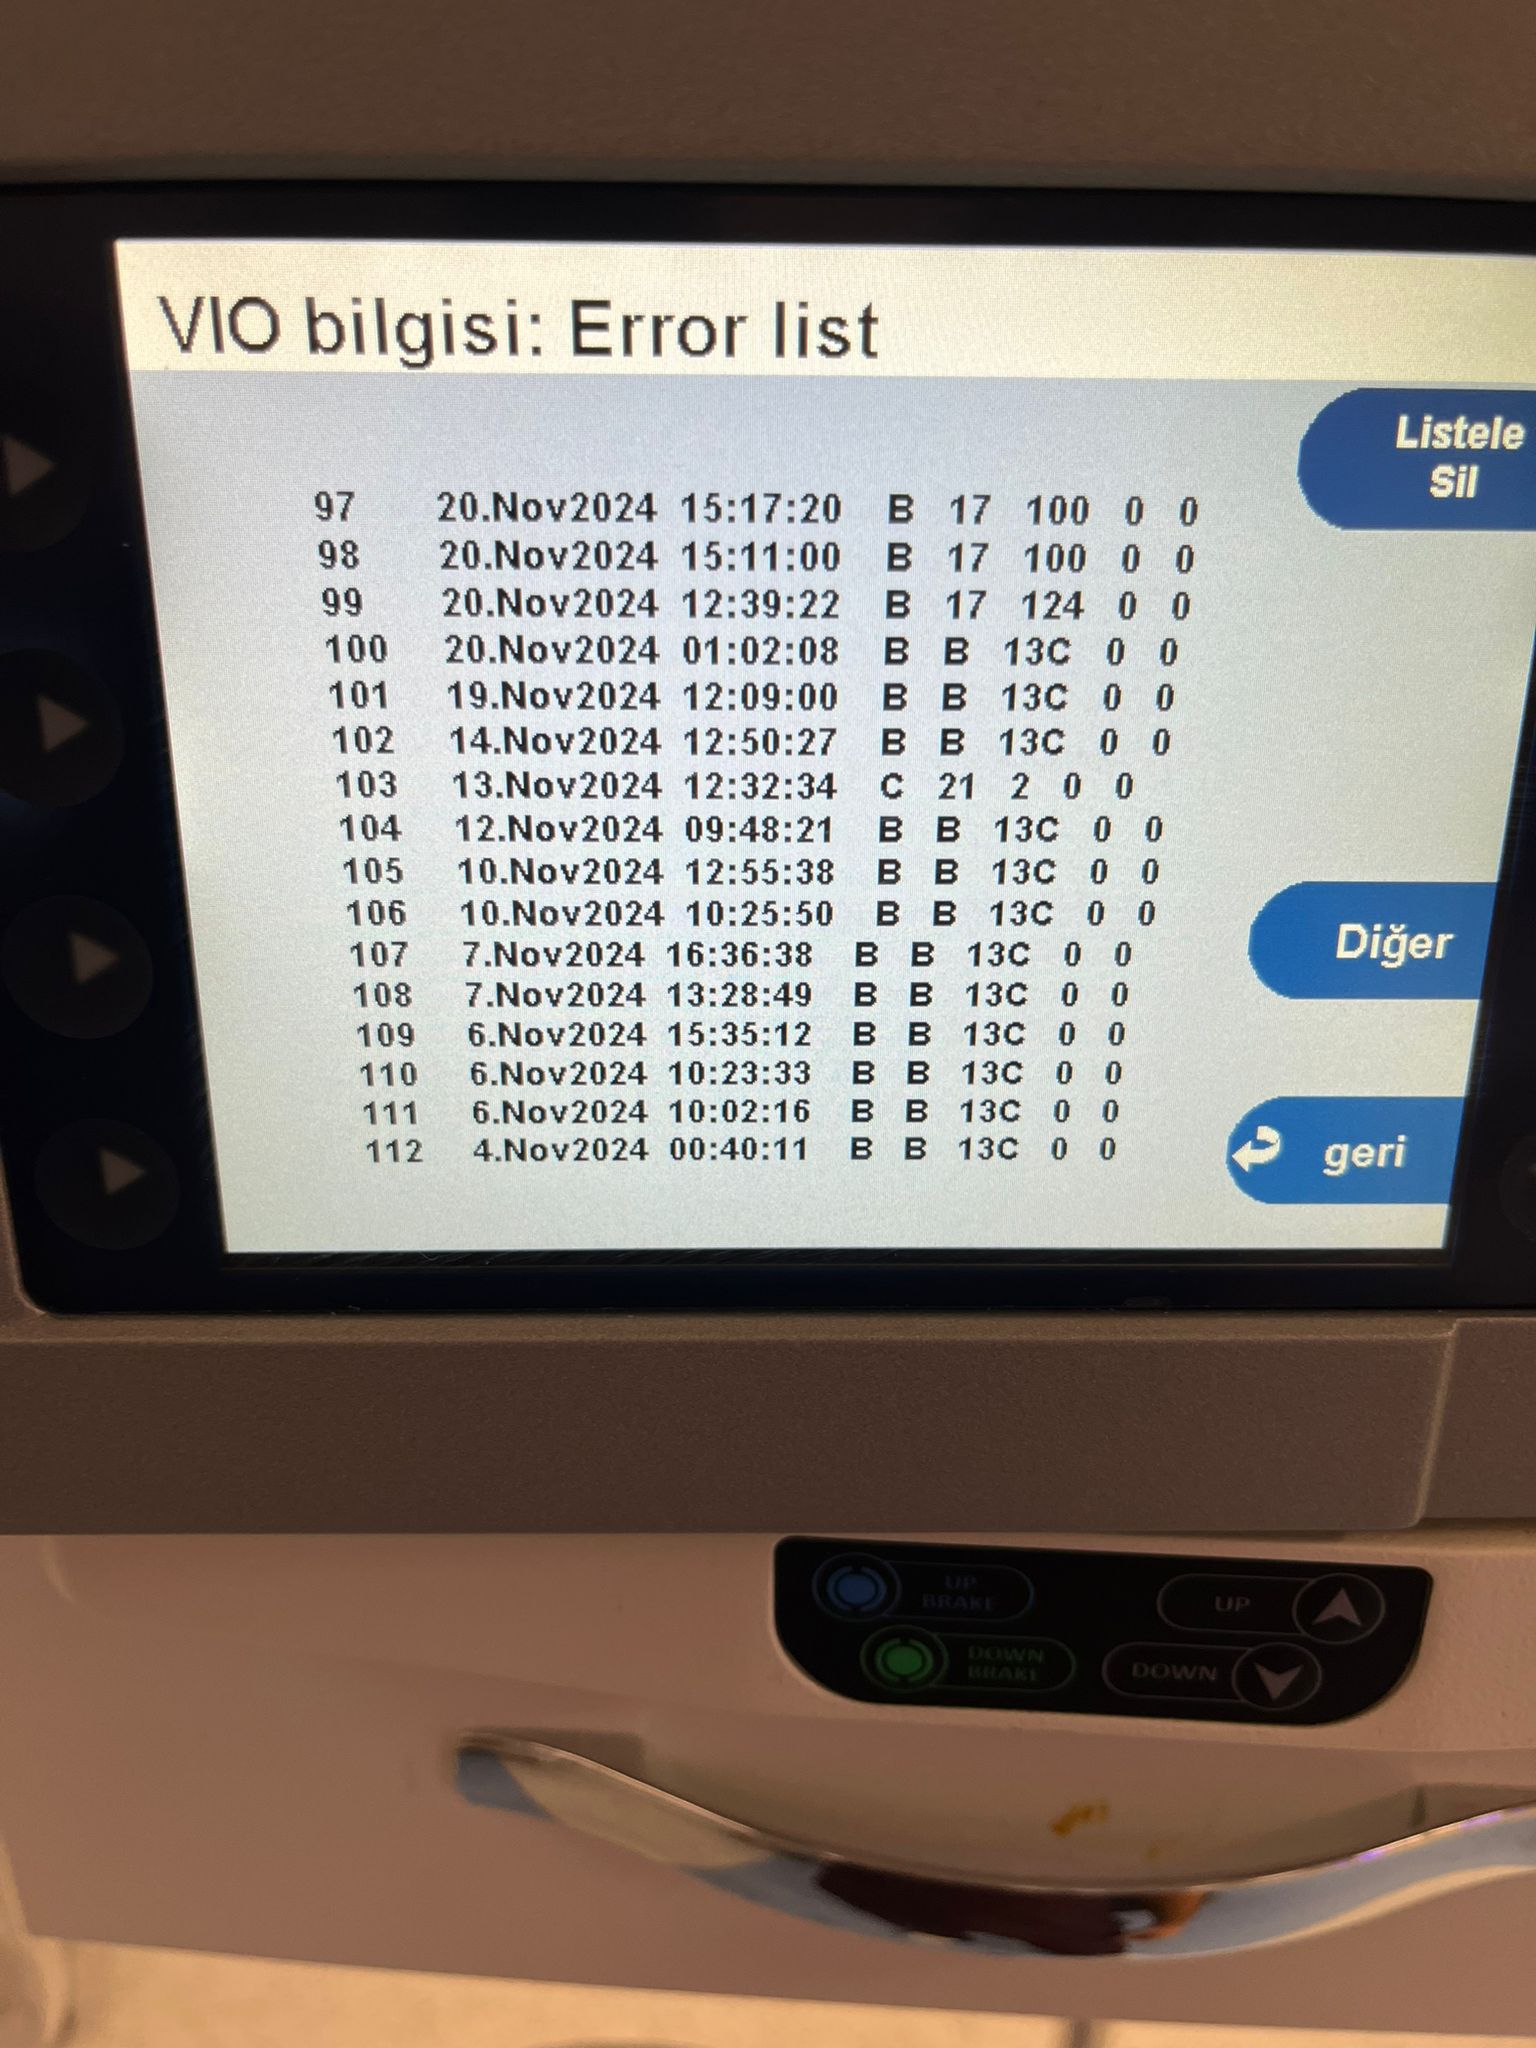 VIO bilgisi: Error list
Listele
Sil
97 20.Nov2024 15:17:20 B 17 100 0 0
98 20.Nov2024 15:11:00 B 17 100 0 0
99 20.Nov2024 12:39:22 B 17 124 0 0
100 20.Nov2024 01:02:08 B B 13C 0 0
101 19.Nov2024 12:09:00 B B 13C 0 0
102 14.Nov2024 12:50:27 B B 13C 0 0
103 13.Nov2024 12:32:34 C 21 2 0 0
104 12.Nov2024 09:48:21 B B 13C 0 0
105 10.Nov2024 12:55:38 B B 13C 0 0
106 10.Nov2024 10:25:50 B B 13C 0 0
107 7.Nov2024 16:36:38 B B 13C 0 0
108 7.Nov2024 13:28:49 B B 13C 0 0
109 6.Nov2024 15:35:12 B B 13C 0 0
110 6.Nov2024 10:23:33 B B 13C 0 0
111 6.Nov2024 10:02:16 B B 13C 0 0
112 4.Nov2024 00:40:11 B B 13C 0 0
Diğer
geri
UP
BRAKE
UP
DOWN
BRAKE
DOWN